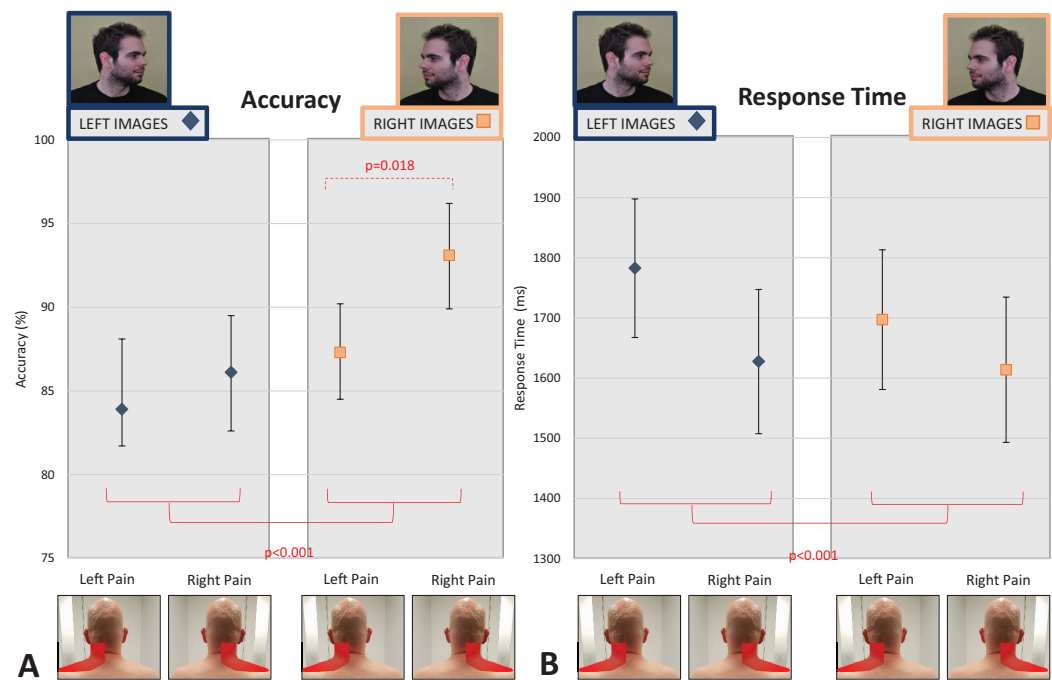 Accuracy
LEFT IMAGES
RIGHT IMAGES
100
95
90
85
80
75
Accuracy (%)
p=0.018
p<0.001
Left Pain
Right Pain
Left Pain
Right Pain
A
Response Time
LEFT IMAGES
RIGHT IMAGES
2000
1900
1800
1700
1600
1500
1400
1300
Response Time (ms)
p<0.001
Left Pain
Right Pain
Left Pain
Right Pain
B